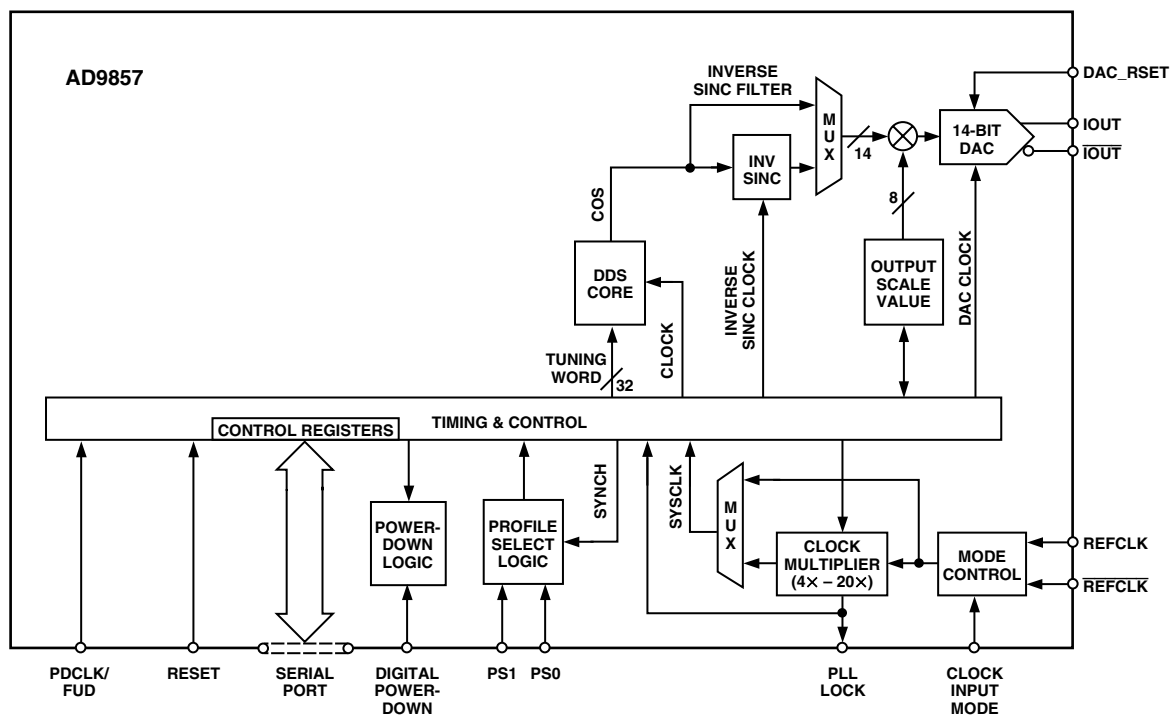 AD9857
INVERSE
SINC FILTER
DAC_RSET
MUX
14
14-BIT
DAC
IOUT
IOUT
INV
SINC
COS
8
DDS
CORE
OUTPUT
SCALE
VALUE
INVERSE
SINC CLOCK
DAC CLOCK
CLOCK
TUNING
WORD
32
CONTROL REGISTERS
TIMING & CONTROL
SYNCH
SYSCLK
MUX
POWER-
DOWN
LOGIC
PROFILE
SELECT
LOGIC
CLOCK
MULTIPLIER
(4× – 20×)
MODE
CONTROL
REFCLK
REFCLK
PDCLK/
FUD
RESET
SERIAL
PORT
DIGITAL
POWER-
DOWN
PS1
PS0
PLL
LOCK
CLOCK
INPUT
MODE